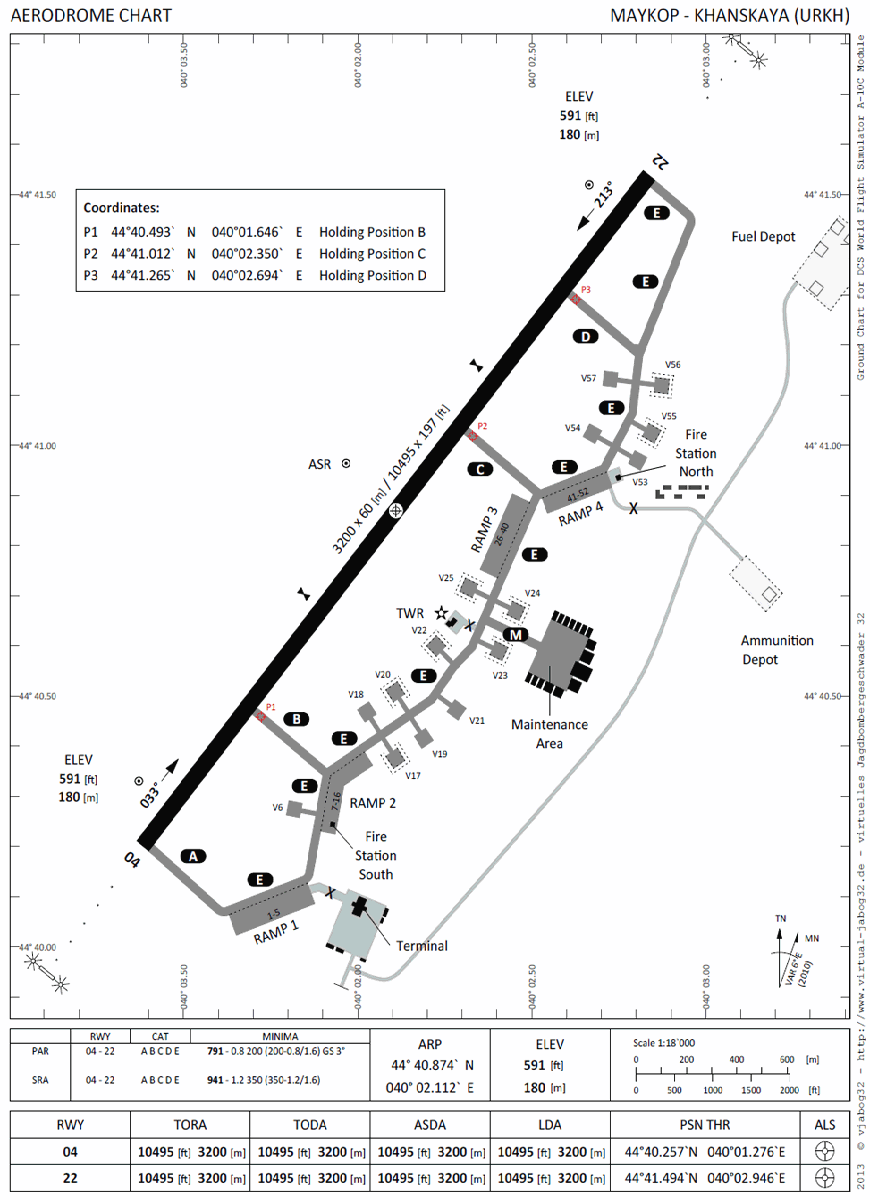 AERODROME CHART
MAYKOP - KHANSKAYA (URKH)
040° 03.50
040° 02.00
040° 02.50
040° 03.00
ELEV
591 [ft]
180 [m]
22
213°
44° 41.50
44° 41.50
Coordinates:
P1 44°40.493` N 040°01.646` E Holding Position B
P2 44°41.012` N 040°02.350` E Holding Position C
P3 44°41.265` N 040°02.694` E Holding Position D
E
Fuel Depot
E
P3
D
V56
V57
E
V55
V54
P2
Fire
Station
North
44° 41.00
44° 41.00
3200 x 60 [m] / 10495 x 197 [ft]
ASR
C
E
V53
41-52
RAMP 4
X
RAMP 3
26-40
E
V25
V24
TWR
X
V22
M
V23
Ammunition
Depot
E
V20
V18
44° 40.50
44° 40.50
P1
B
V21
Maintenance
Area
E
V19
V17
ELEV
591 [ft]
180 [m]
033°
E
7-16
RAMP 2
V6
Fire
Station
South
04
A
E
X
1-5
RAMP 1
Terminal
44° 40.00
44° 40.00
TN
MN
VAR 6°E
(2010)
040° 03.50
040° 02.00
040° 02.50
040° 03.00
RWY CAT MINIMA
PAR 04 - 22 A B C D E 791 - 0.8 200 (200-0.8/1.6) GS 3°
SRA 04 - 22 A B C D E 941 - 1.2 350 (350-1.2/1.6)
ARP
44° 40.874` N
040° 02.112` E
ELEV
591 [ft]
180 [m]
Scale 1:18`000
0 200 400 600 [m]
0 500 1000 1500 2000 [ft]
RWY TORA TODA ASDA LDA PSN THR ALS
04 10495 [ft] 3200 [m] 10495 [ft] 3200 [m] 10495 [ft] 3200 [m] 10495 [ft] 3200 [m] 44°40.257`N 040°01.276`E
22 10495 [ft] 3200 [m] 10495 [ft] 3200 [m] 10495 [ft] 3200 [m] 10495 [ft] 3200 [m] 44°41.494`N 040°02.946`E
2013 © vjabog32 - http://www.virtual-jabog32.de - virtuelles Jagdbombergeschwader 32
Ground Chart for DCS World Flight Simulator A-10C Module